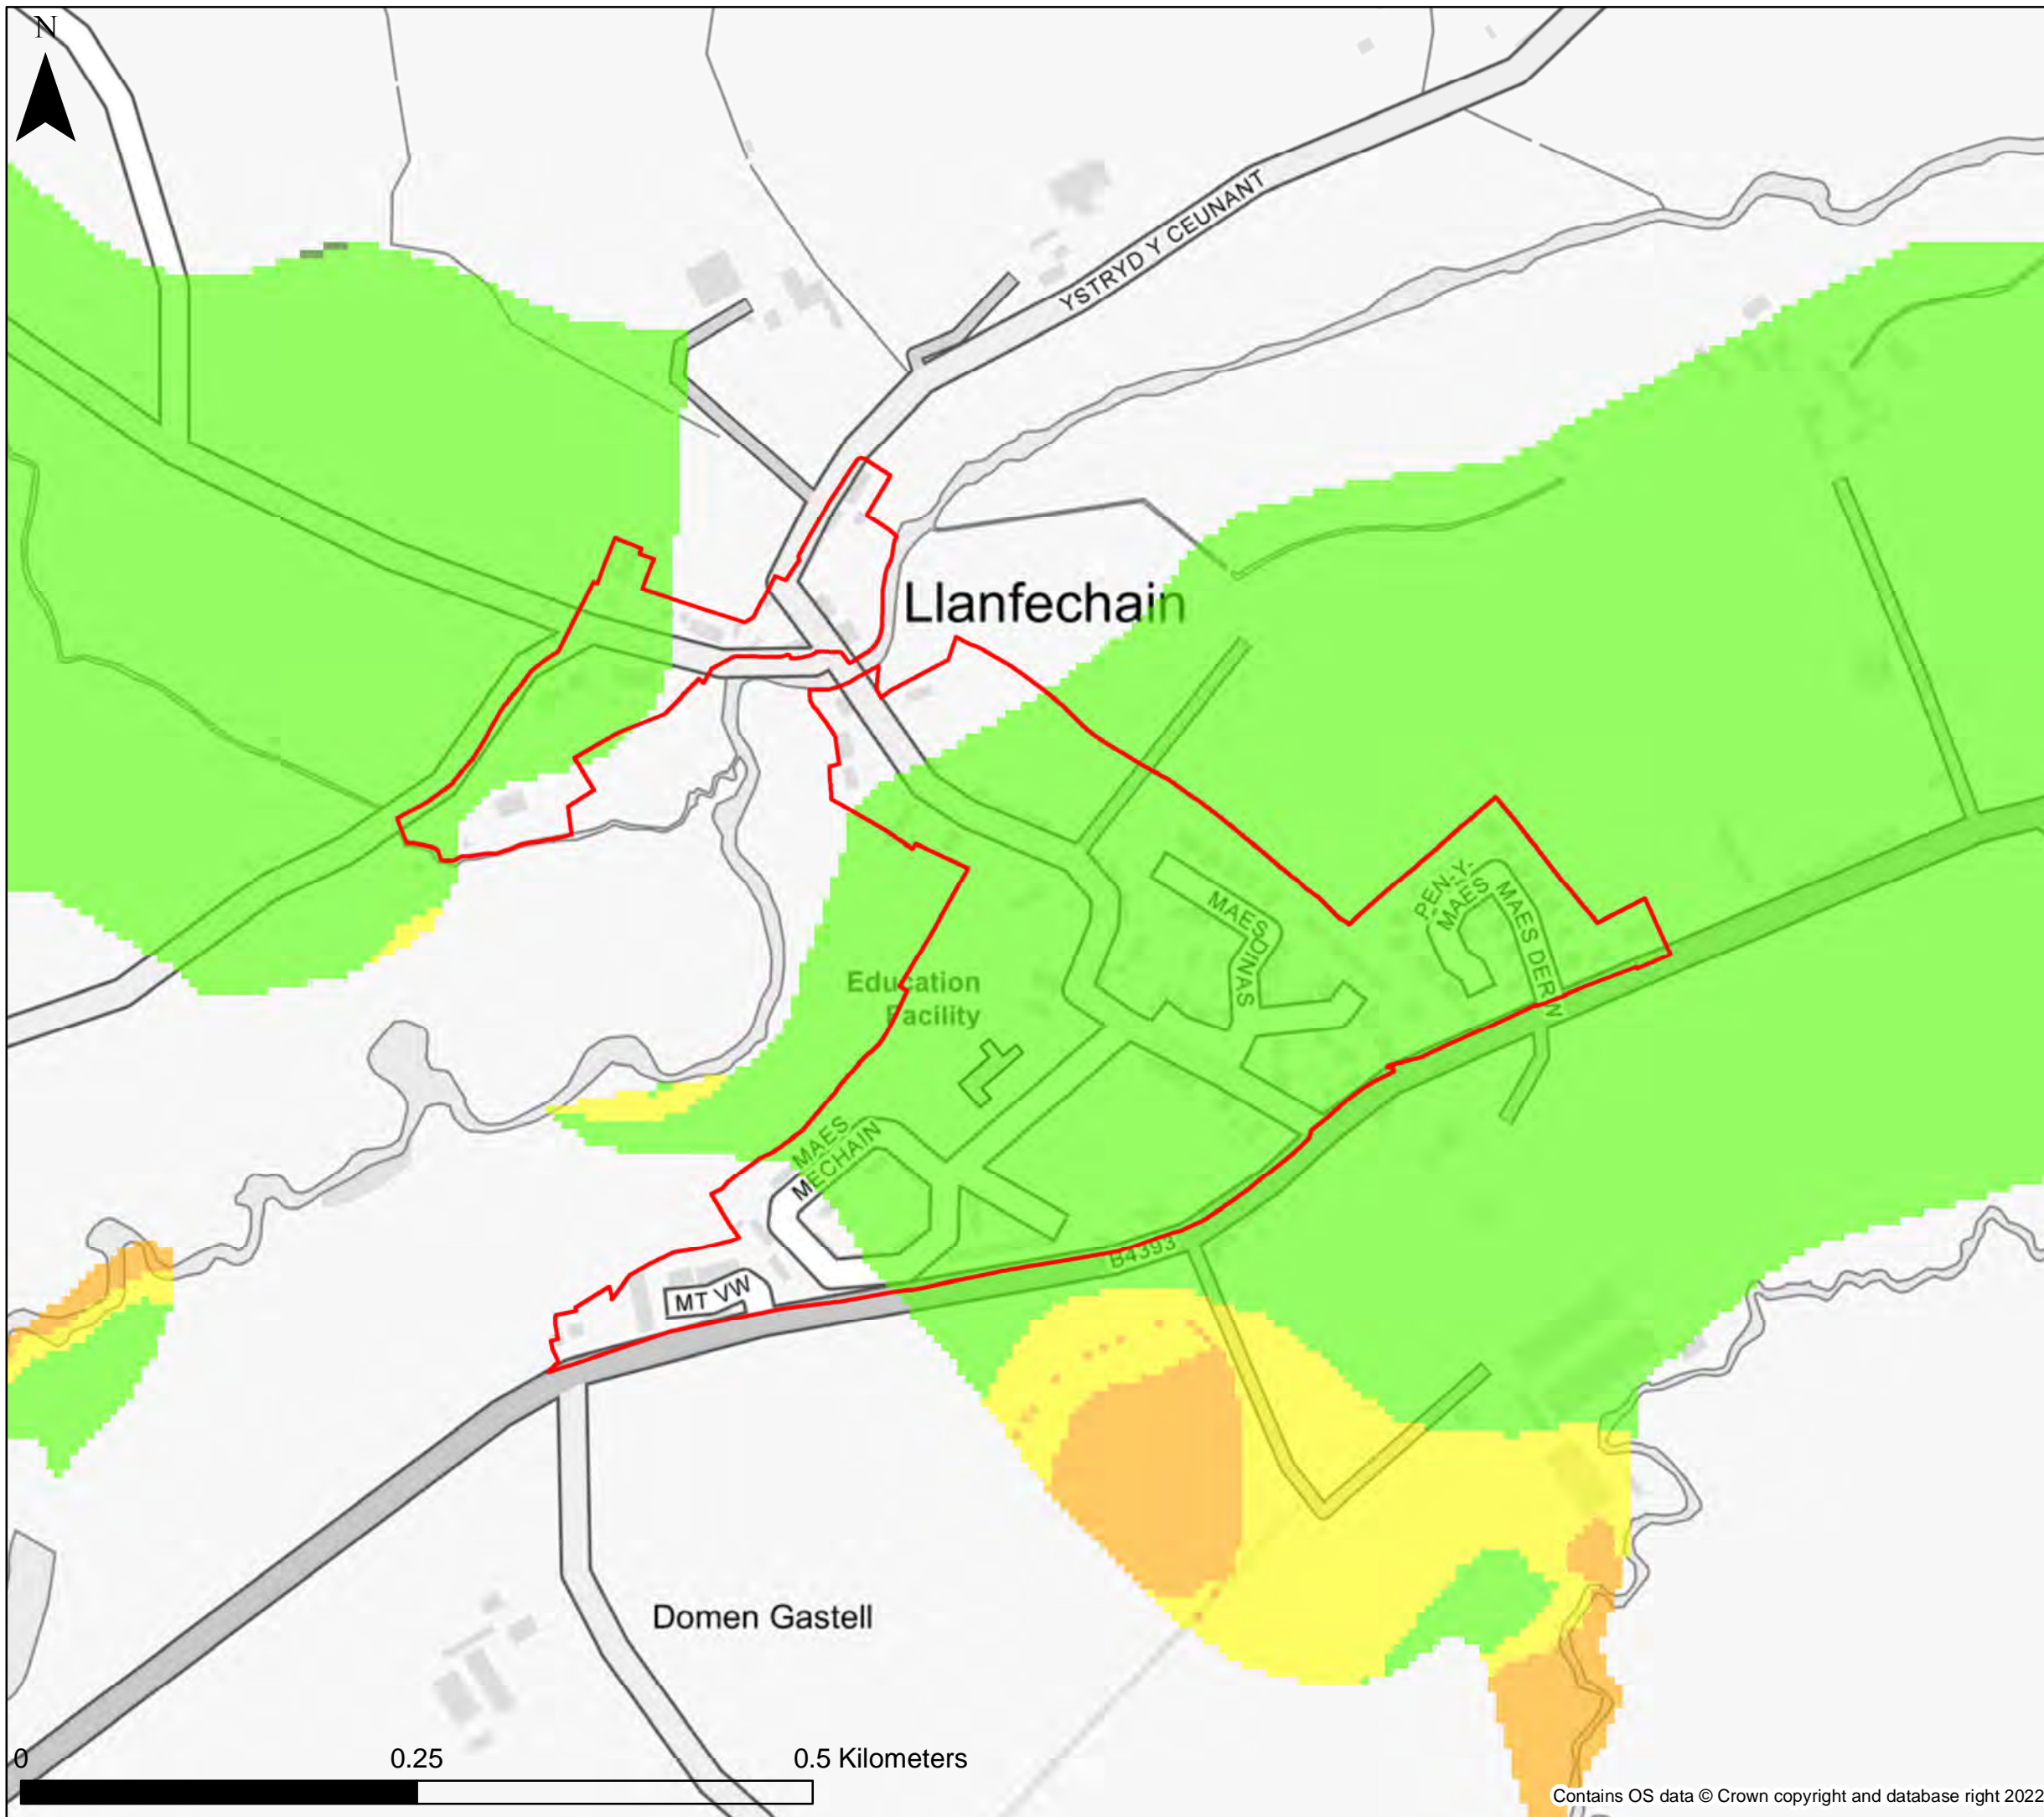 N
YSTRYD Y CEUNANT
Llanfechain
PEN-Y-
MAES
MAES DERW
MAES
DINAS
Education
Facility
MAES
MECHAIN
B4393
MT VW
Domen Gastell
0 0.25 0.5 Kilometers
Contains OS data © Crown copyright and database right 2022